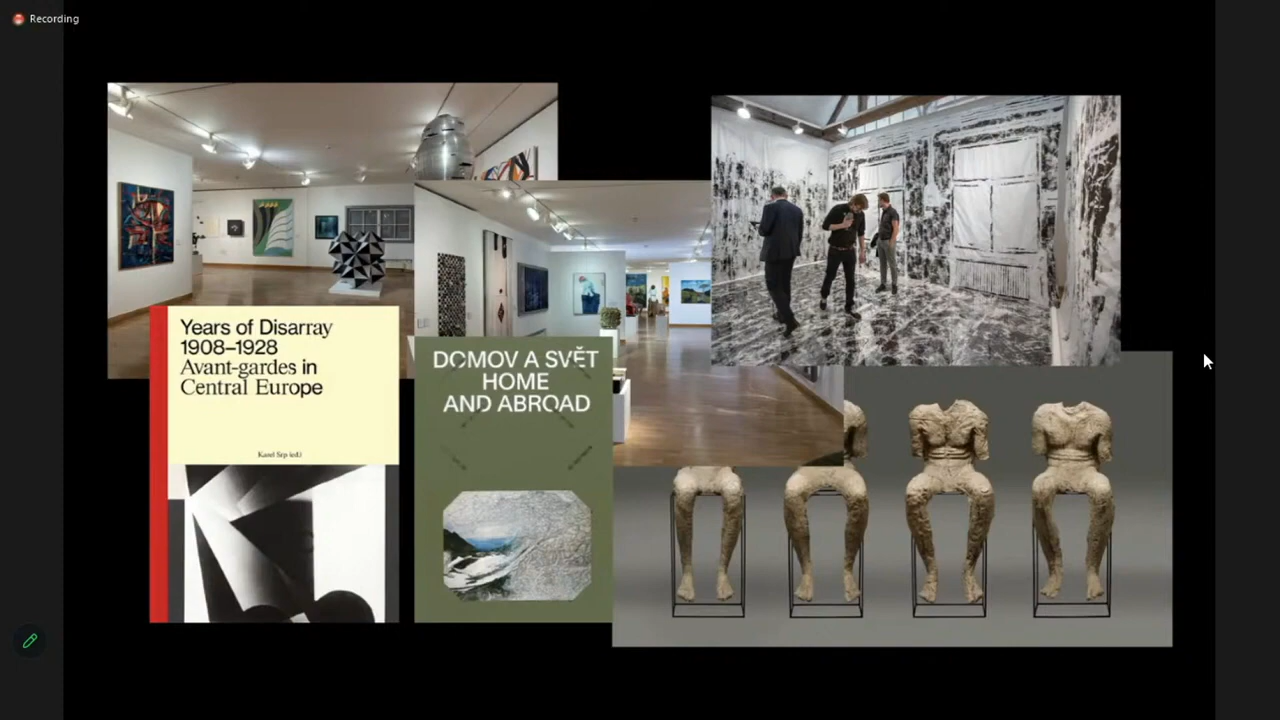 Recording
Years of Disarray
1908–1928
Avant-gardes in
Central Europe
Karel Srp (ed.)
DOMOV A SVĚT
HOME
AND ABROAD